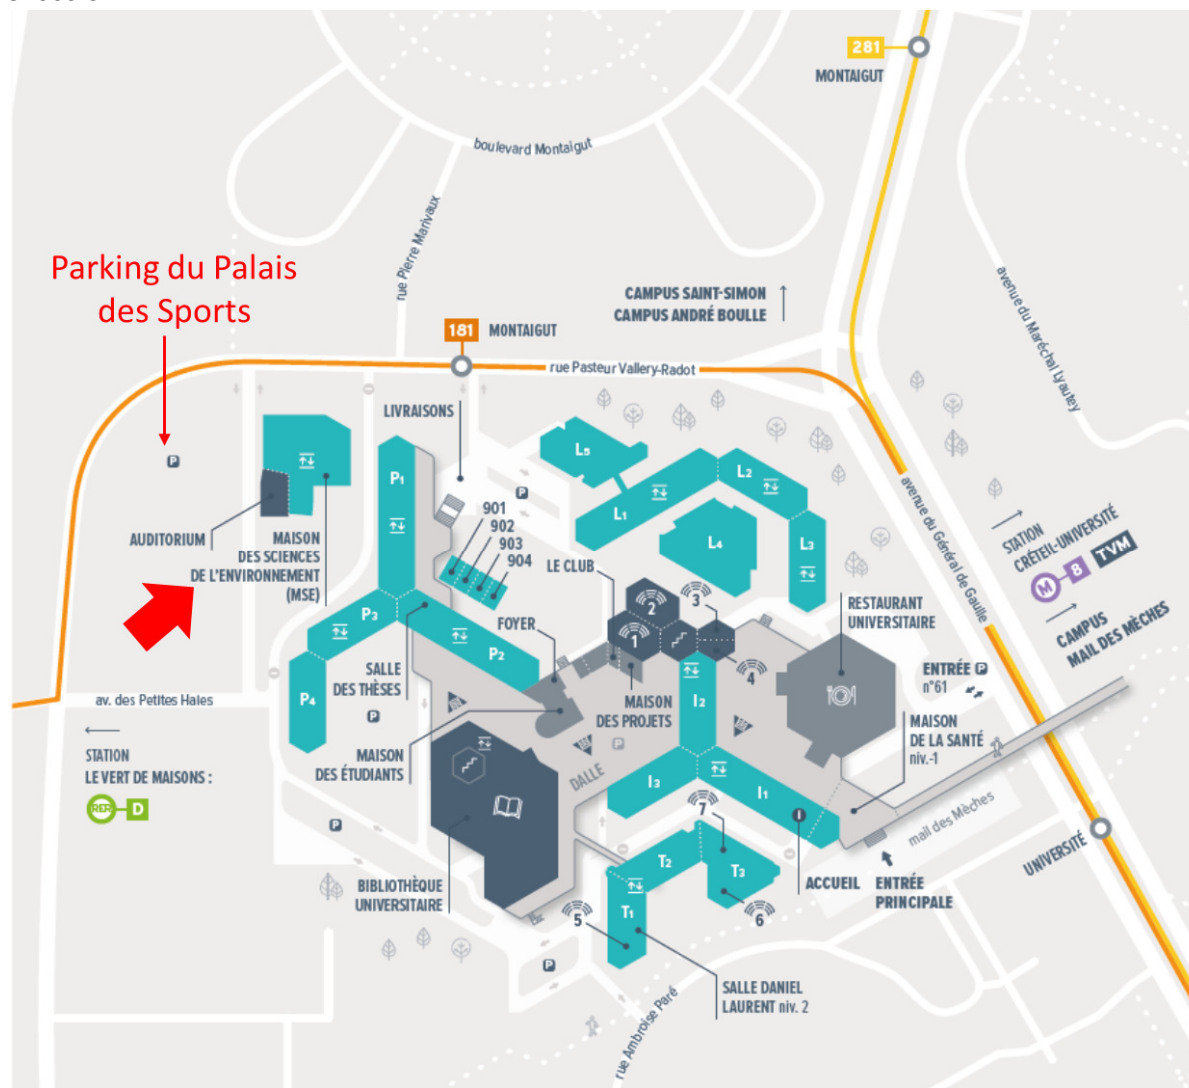 281
MONTAIGUT
boulevard Montaigut
rue Pierre Marivaux
Parking du Palais
des Sports
CAMPUS SAINT-SIMON
CAMPUS ANDRÉ BOULLE
avenue du Maréchal Lyautey
181
MONTAIGUT
rue Pasteur Vallery-Radot
LIVRAISONS
P
P1
L5
L2
L1
L4
L3
P
901
902
903
904
avenue du Général de Gaulle
STATION
CRÉTEIL-UNIVERSITÉ
M
8
TVM
CAMPUS
MAIL DES MÈCHES
AUDITORIUM
MAISON
DES SCIENCES
DE L'ENVIRONNEMENT
(MSE)
LE CLUB
2
3
1
4
RESTAURANT
UNIVERSITAIRE
P3
FOYER
P2
SALLE
DES THÈSES
P4
P
ENTRÉE P
n°61
MAISON
DES PROJETS
I2
MAISON
DE LA SANTÉ
niv.-1
av. des Petites Haies
STATION
LE VERT DE MAISONS :
RER
D
MAISON
DES ÉTUDIANTS
P
DALLE
I3
I1
7
I
mail des Mèches
UNIVERSITÉ
P
T2
T3
BIBLIOTHÈQUE
UNIVERSITAIRE
ACCUEIL
ENTRÉE
PRINCIPALE
5
T1
6
P
SALLE DANIEL
LAURENT niv. 2
rue Ambroise Paré